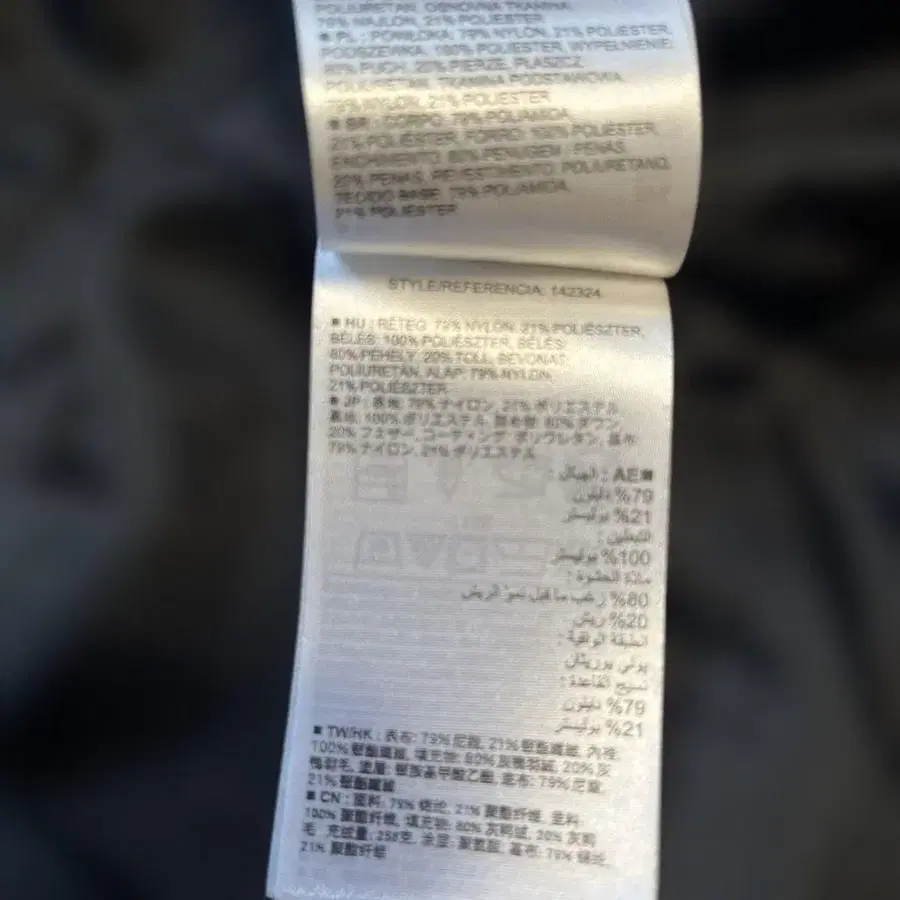 POLIURETAN. OSNOVNA TKANINA:
79% NAJLON, 21% POLIESTER
■ PL : POWŁOKA: 79% NYLON, 21% POLIESTER,
PODSZEWKA: 100% POLIESTER, WYPEŁNIENIE:
80% PUCH, 20% PIERZE, PŁASZCZ:
POLIURETAN, TKANINA PODSTAWOWA:
79% NYLON, 21% POLIESTER
■ BR : CORPO: 79% POLIAMIDA,
21% POLIÉSTER, FORRO: 100% POLIÉSTER,
ENCHIMENTO: 80% PENUGEM : PENAS,
20% PENAS, REVESTIMENTO: POLIURETANO,
TECIDO BASE: 79% POLIAMIDA,
21% POLIÉSTER
STYLE/REFERENCIA: 142324
■ HU : RÉTEG: 79% NYLON, 21% POLIÉSZTER,
BÉLÉS: 100% POLIÉSZTER, BÉLÉS:
80% PEHELY, 20% TOLL, BEVONAT:
POLIURETÁN, ALAP: 79% NYLON,
21% POLIÉSZTER
■ JP : 表地: 79% ナイロン, 21% ポリエステル
裏地: 100% ポリエステル, 詰め物: 80% ダウン,
20% フェザー, コーティング: ポリウレタン, 基布:
79% ナイロン, 21% ポリエステル
■AE : الهيكل :
79% نايلون
21% بوليستر
التبطين :
100% بوليستر
مادة الحشوة :
80% زغب ما قبل نمو الريش
20% ريش
الطبقة الواقية :
بولي يوريثان
نسيج القاعدة :
79% نايلون
21% بوليستر
■ TW/HK : 表布: 79% 尼龍, 21% 聚酯纖維, 內裡:
100% 聚酯纖維, 填充物: 80% 灰鴨羽絨, 20% 灰
鴨羽毛, 塗層: 聚胺基甲酸乙酯, 底布: 79% 尼龍,
21% 聚酯纖維
■ CN : 面料: 79% 锦纶, 21% 聚酯纤维, 里料:
100% 聚酯纤维, 填充物: 80% 灰鸭绒, 20% 灰鸭
毛, 充绒量: 258克, 涂层: 聚氨酯, 基布: 79% 锦纶,
21% 聚酯纤维